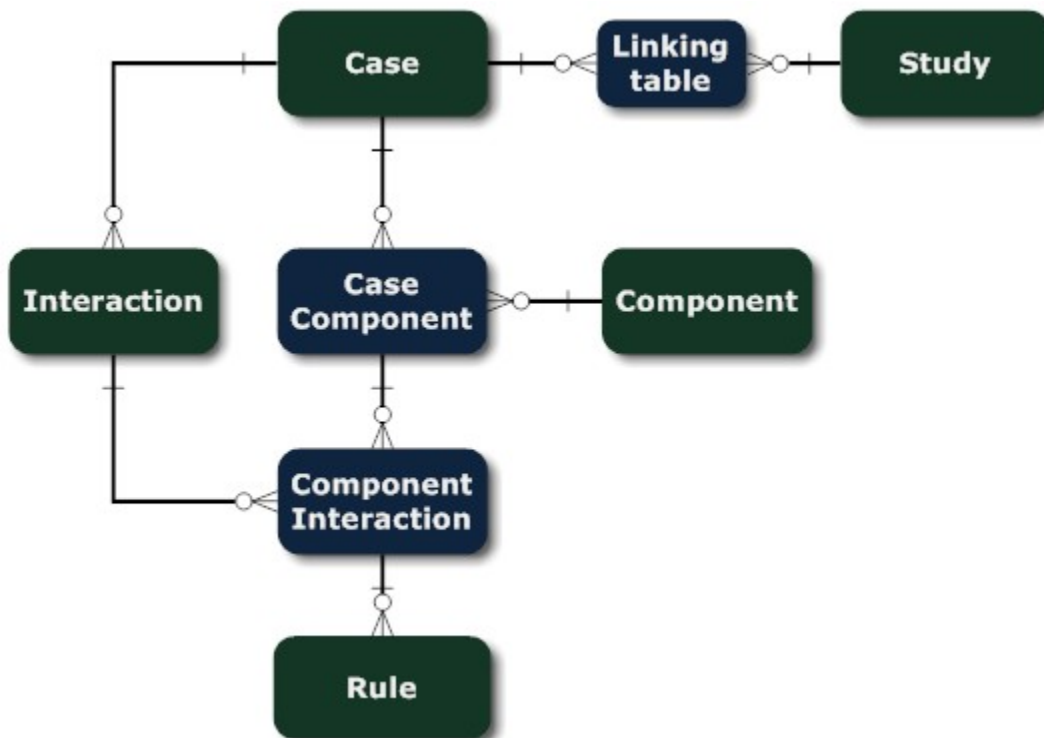 Case
Linking
table
Study
Interaction
Case
Component
Component
Component
Interaction
Rule